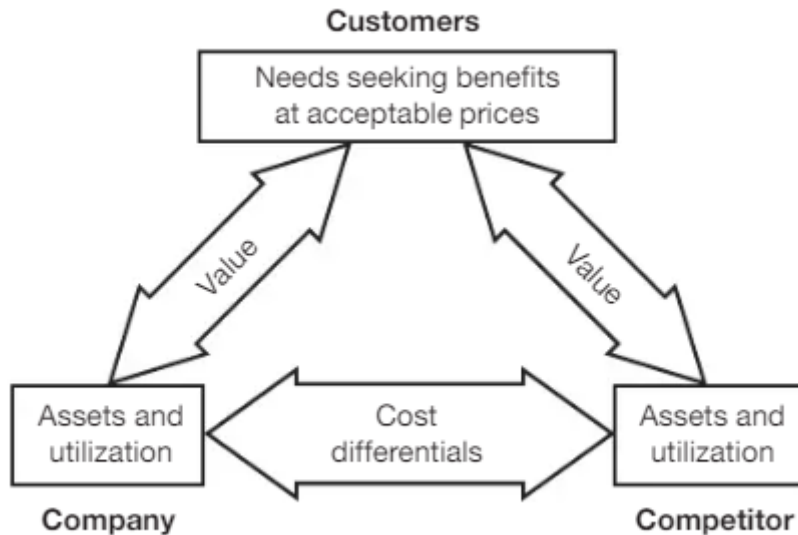 Customers
Needs seeking benefits
at acceptable prices
Value
Value
Assets and
utilization
Cost
differentials
Assets and
utilization
Company
Competitor